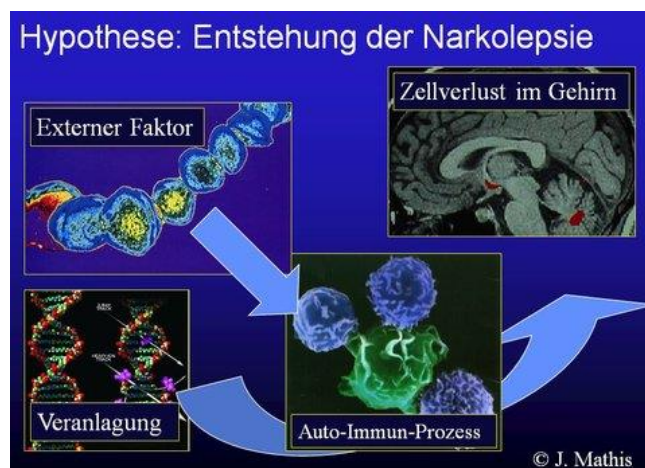 Hypothese: Entstehung der Narkolepsie
Externer Faktor
Zellverlust im Gehirn
Veranlagung
Auto-Immun-Prozess
© J. Mathis